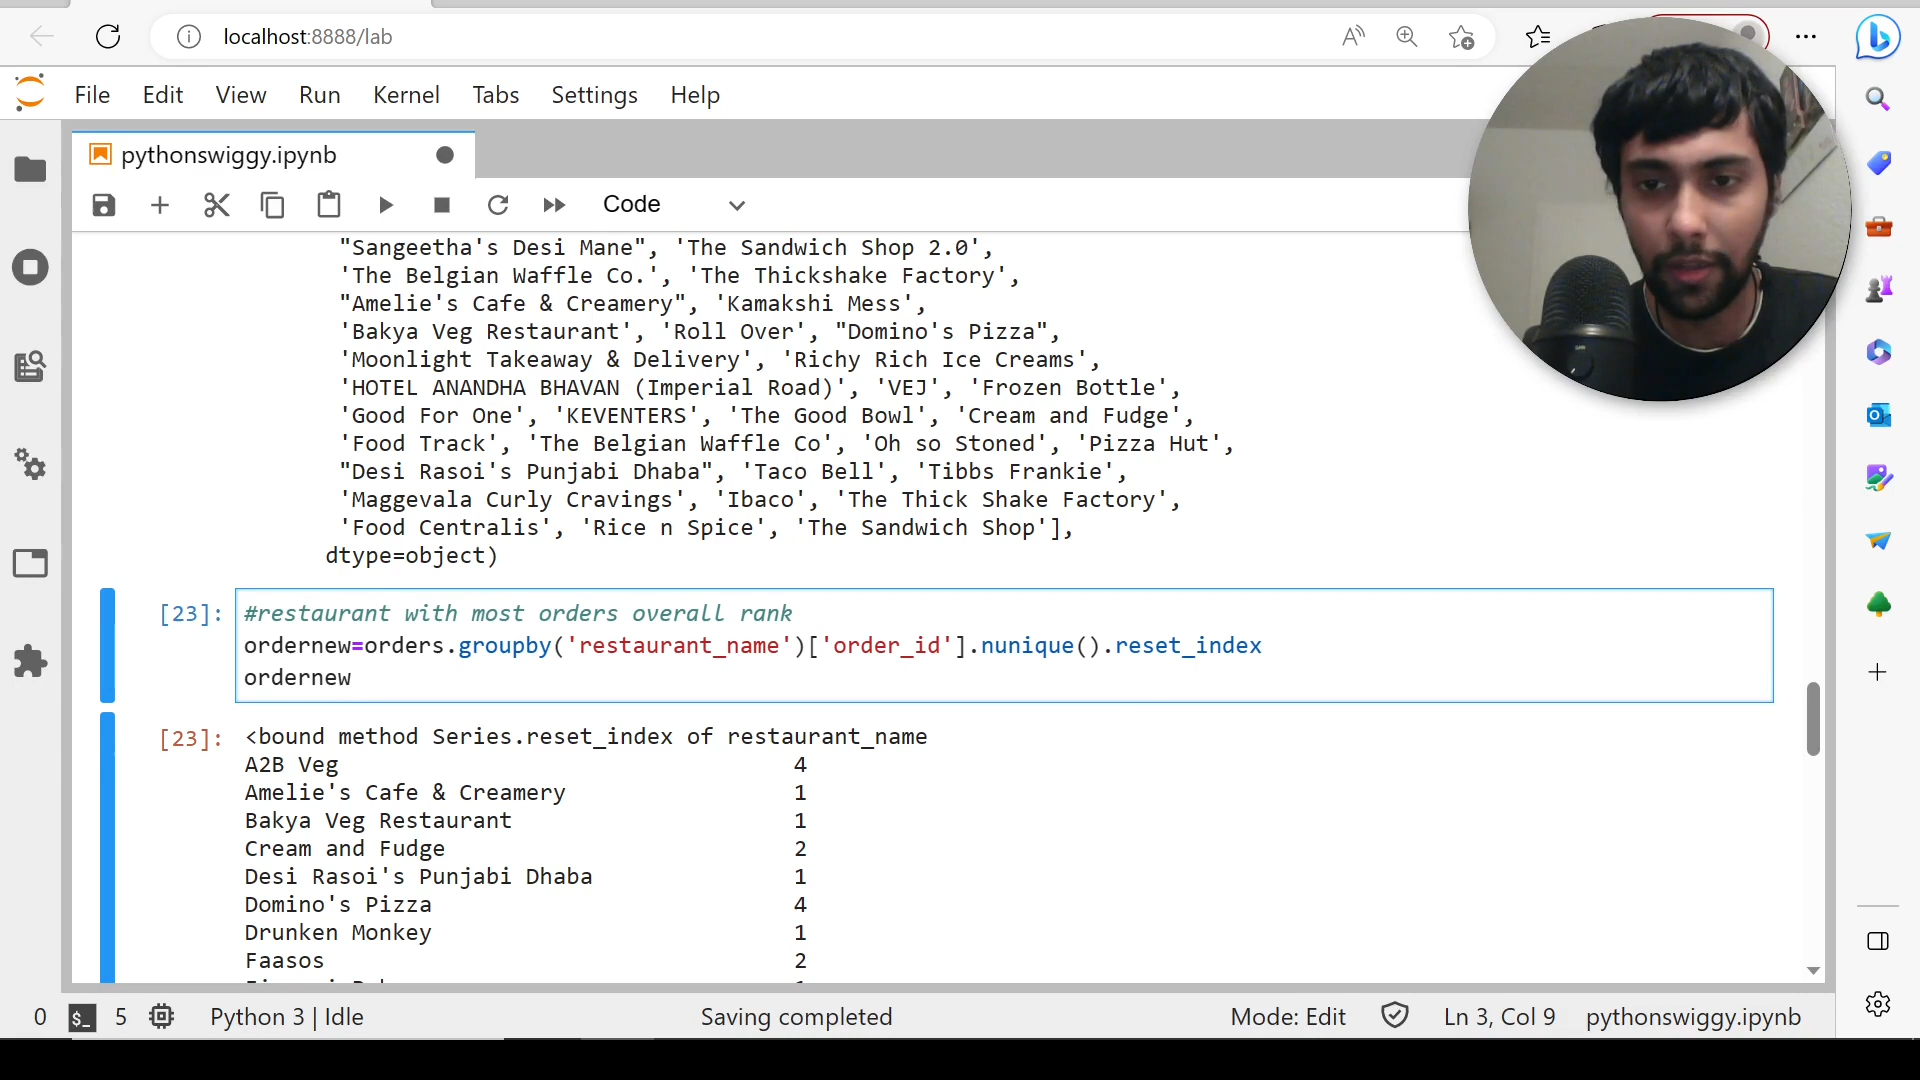 localhost:8888/lab
File Edit View Run Kernel Tabs Settings Help
pythonswiggy.ipynb
Code
"Sangeetha's Desi Mane", 'The Sandwich Shop 2.0',
'The Belgian Waffle Co.', 'The Thickshake Factory',
"Amelie's Cafe & Creamery", 'Kamakshi Mess',
'Bakya Veg Restaurant', 'Roll Over', "Domino's Pizza",
'Moonlight Takeaway & Delivery', 'Richy Rich Ice Creams',
'HOTEL ANANDHA BHAVAN (Imperial Road)', 'VEJ', 'Frozen Bottle',
'Good For One', 'KEVENTERS', 'The Good Bowl', 'Cream and Fudge',
'Food Track', 'The Belgian Waffle Co', 'Oh so Stoned', 'Pizza Hut',
"Desi Rasoi's Punjabi Dhaba", 'Taco Bell', 'Tibbs Frankie',
'Maggevala Curly Cravings', 'Ibaco', 'The Thick Shake Factory',
'Food Centralis', 'Rice n Spice', 'The Sandwich Shop'],
dtype=object)
[23]: #restaurant with most orders overall rank
ordernew=orders.groupby('restaurant_name')['order_id'].nunique().reset_index
ordernew
[23]: <bound method Series.reset_index of restaurant_name
A2B Veg 4
Amelie's Cafe & Creamery 1
Bakya Veg Restaurant 1
Cream and Fudge 2
Desi Rasoi's Punjabi Dhaba 1
Domino's Pizza 4
Drunken Monkey 1
Faasos 2
0 $_ 5 Python 3 | Idle Saving completed Mode: Edit Ln 3, Col 9 pythonswiggy.ipynb